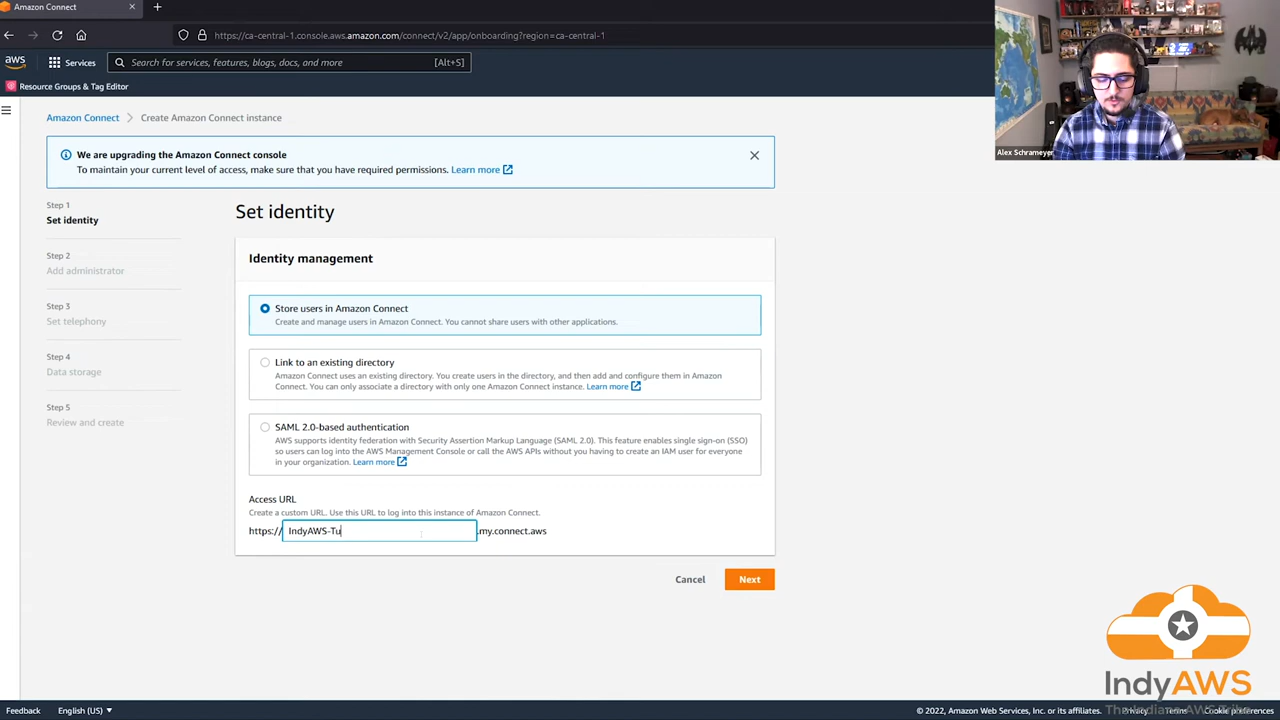 Amazon Connect
https://ca-central-1.console.aws.amazon.com/connect/v2/app/onboarding?region=ca-central-1
aws
Services
Search for services, features, blogs, docs, and more
[Alt+S]
Resource Groups & Tag Editor
Alex Schrameyer
Amazon Connect
Create Amazon Connect instance
We are upgrading the Amazon Connect console
To maintain your current level of access, make sure that you have required permissions. Learn more
Step 1
Set identity
Step 2
Add administrator
Step 3
Set telephony
Step 4
Data storage
Step 5
Review and create
Set identity
Identity management
Store users in Amazon Connect
Create and manage users in Amazon Connect. You cannot share users with other applications.
Link to an existing directory
Amazon Connect uses an existing directory. You create users in the directory, and then add and configure them in Amazon
Connect. You can only associate a directory with only one Amazon Connect instance. Learn more
SAML 2.0-based authentication
AWS supports identity federation with Security Assertion Markup Language (SAML 2.0). This feature enables single sign-on (SSO)
so users can log into the AWS Management Console or call the AWS APIs without you having to create an IAM user for everyone
in your organization. Learn more
Access URL
Create a custom URL. Use this URL to log into this instance of Amazon Connect.
https://
IndyAWS-Tu
.my.connect.aws
Cancel
Next
IndyAWS
The Indiana AWS Tribe
Feedback
English (US)
© 2022, Amazon Web Services, Inc. or its affiliates.
Privacy
Terms
Cookie preferences